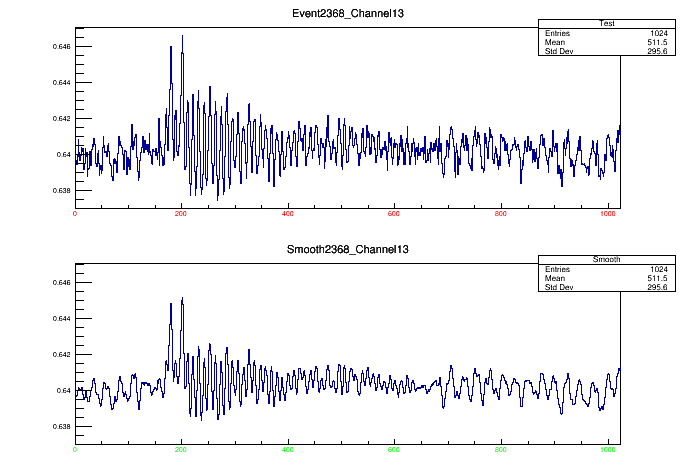 Event2368_Channel13
Test
Entries 1024
Mean 511.5
Std Dev 295.6
0.646
0.644
0.642
0.64
0.638
0 200 400 600 800 1000
Smooth2368_Channel13
Smooth
Entries 1024
Mean 511.5
Std Dev 295.6
0.646
0.644
0.642
0.64
0.638
0 200 400 600 800 1000